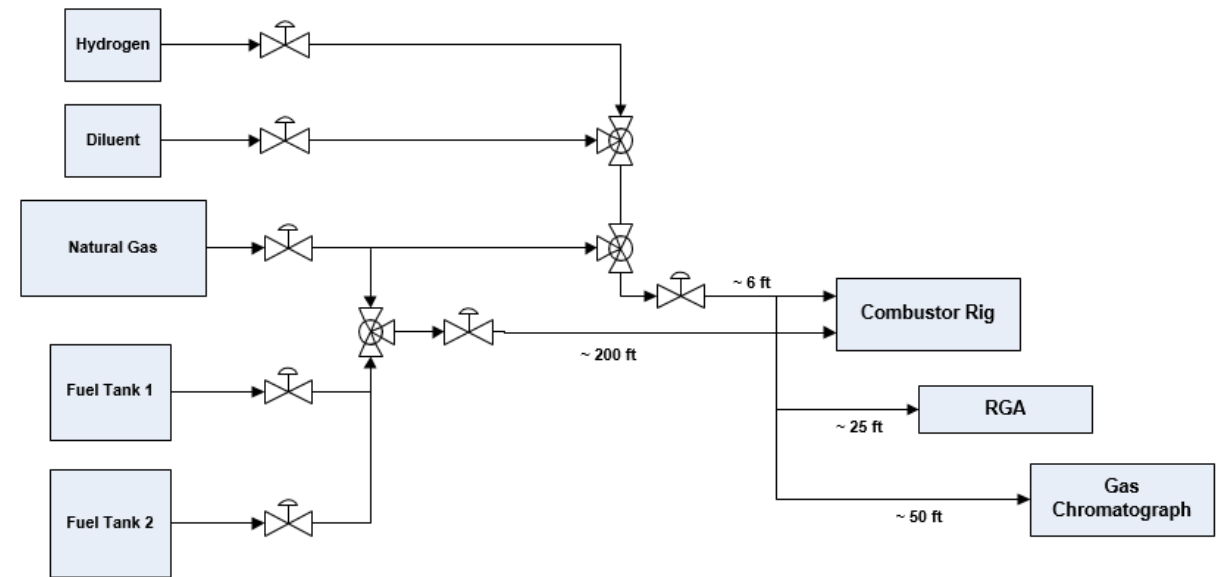 Hydrogen
Diluent
Natural Gas
~ 6 ft
Combustor Rig
~ 200 ft
Fuel Tank 1
RGA
~ 25 ft
Gas
Chromatograph
Fuel Tank 2
~ 50 ft